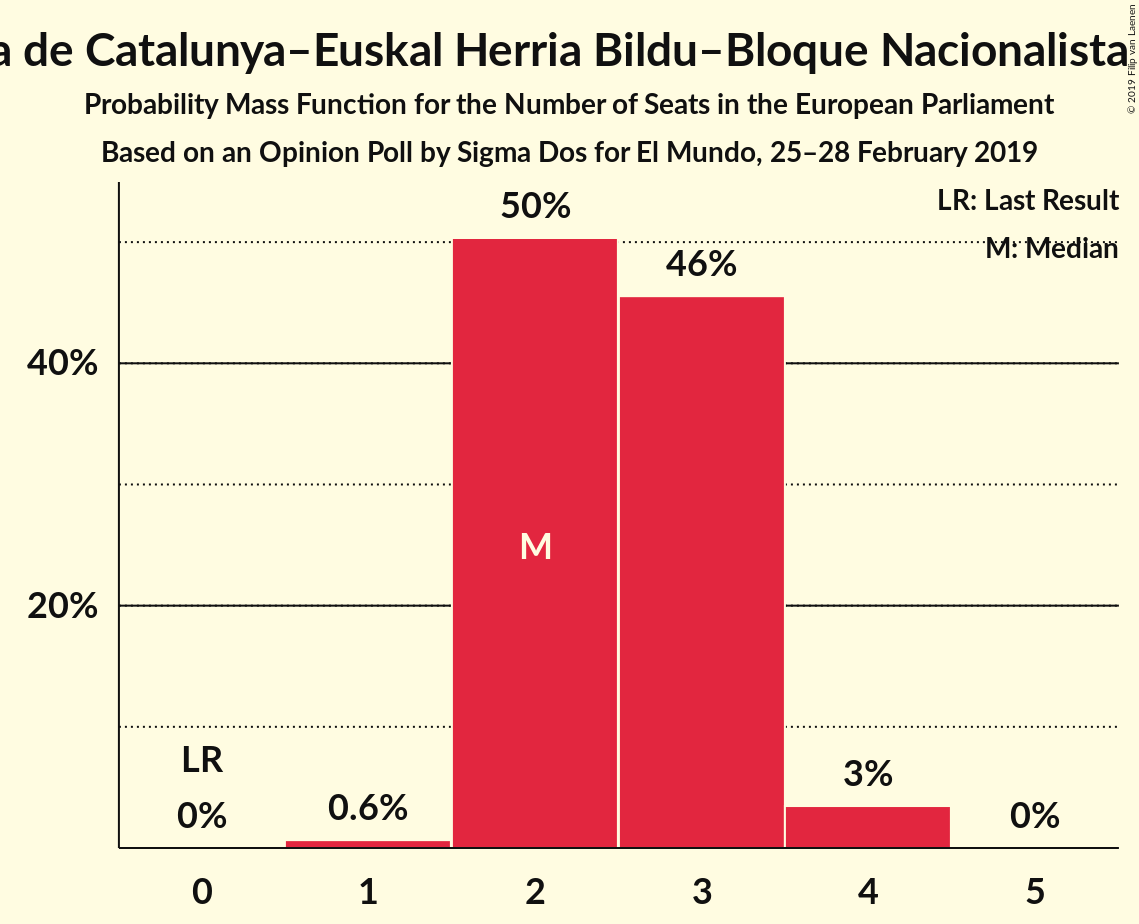 a de Catalunya–Euskal Herria Bildu–Bloque Nacionalista
Probability Mass Function for the Number of Seats in the European Parliament
Based on an Opinion Poll by Sigma Dos for El Mundo, 25–28 February 2019
© 2019 Filip van Laenen
LR: Last Result
M: Median
50%
46%
40%
M
20%
LR
0%
0.6%
3%
0%
0 1 2 3 4 5